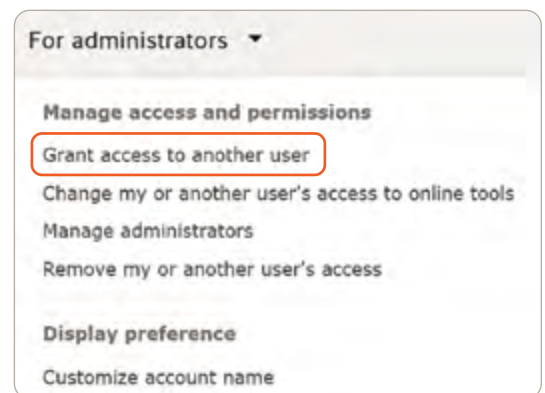 For administrators
Manage access and permissions
Grant access to another user
Change my or another user's access to online tools
Manage administrators
Remove my or another user's access
Display preference
Customize account name